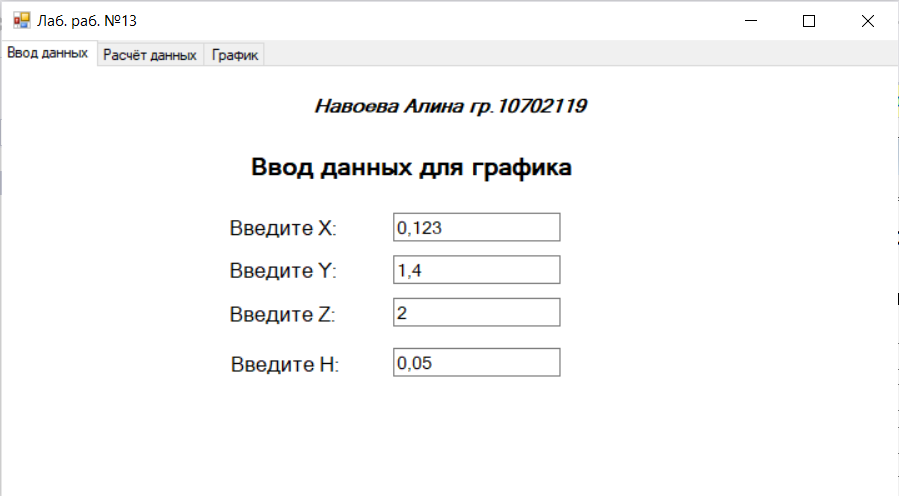 Лаб. раб. №13
Ввод данных Расчёт данных График
Навоева Алина гр.10702119
Ввод данных для графика
Введите X: 0,123
Введите Y: 1,4
Введите Z: 2
Введите H: 0,05